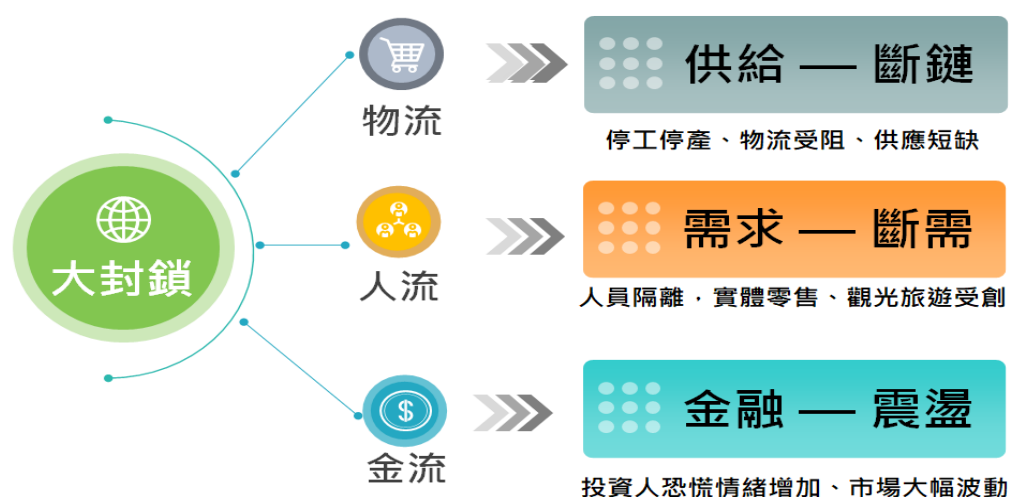 大封鎖
物流
供給 — 斷鏈
停工停產、物流受阻、供應短缺
人流
需求 — 斷需
人員隔離，實體零售、觀光旅遊受創
$
金流
金融 — 震盪
投資人恐慌情緒增加、市場大幅波動